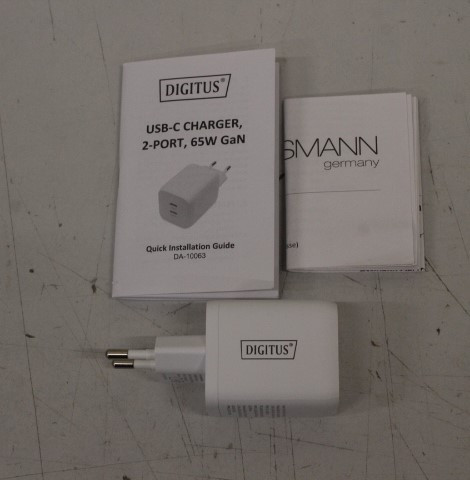 DIGITUS®
USB-C CHARGER,
2-PORT, 65W GaN
Quick Installation Guide
DA-10063
SMANN
germany
DIGITUS®